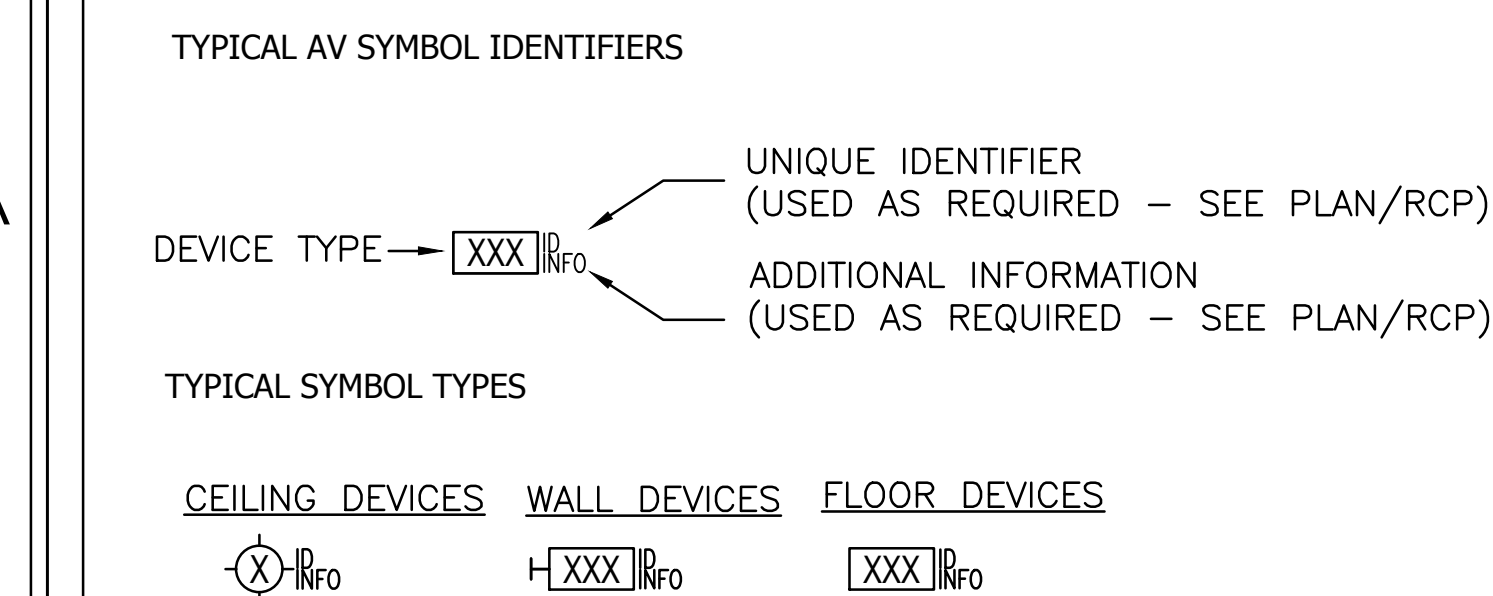 TYPICAL AV SYMBOL IDENTIFIERS
UNIQUE IDENTIFIER
(USED AS REQUIRED – SEE PLAN/RCP)
DEVICE TYPE XXX ID
INFO
ADDITIONAL INFORMATION
(USED AS REQUIRED – SEE PLAN/RCP)
TYPICAL SYMBOL TYPES
CEILING DEVICES WALL DEVICES FLOOR DEVICES
X ID XXX ID XXX ID
INFO INFO INFO